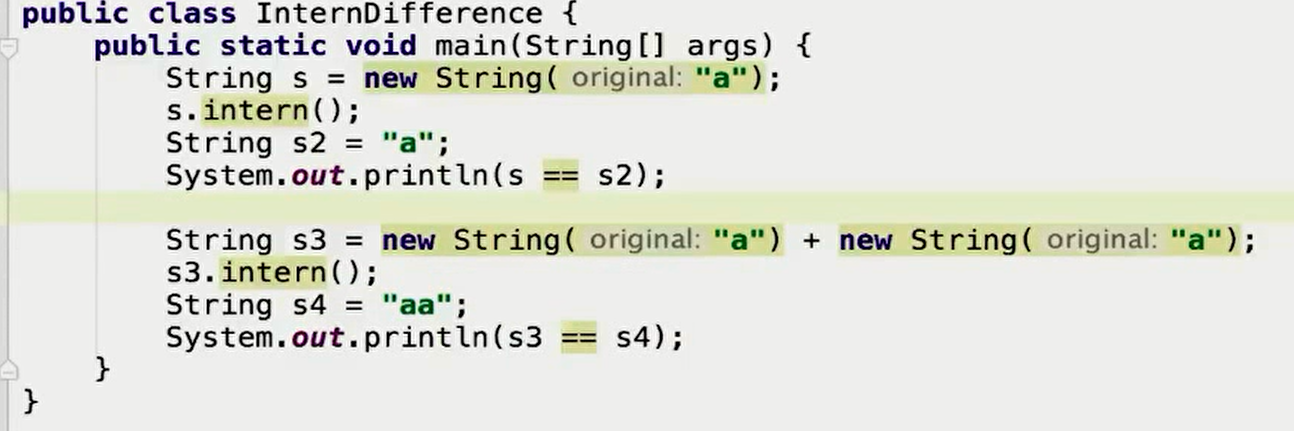 public class InternDifference {
public static void main(String[] args) {
String s = new String( original: "a");
s.intern();
String s2 = "a";
System.out.println(s == s2);
String s3 = new String( original: "a") + new String( original: "a");
s3.intern();
String s4 = "aa";
System.out.println(s3 == s4);
}
}